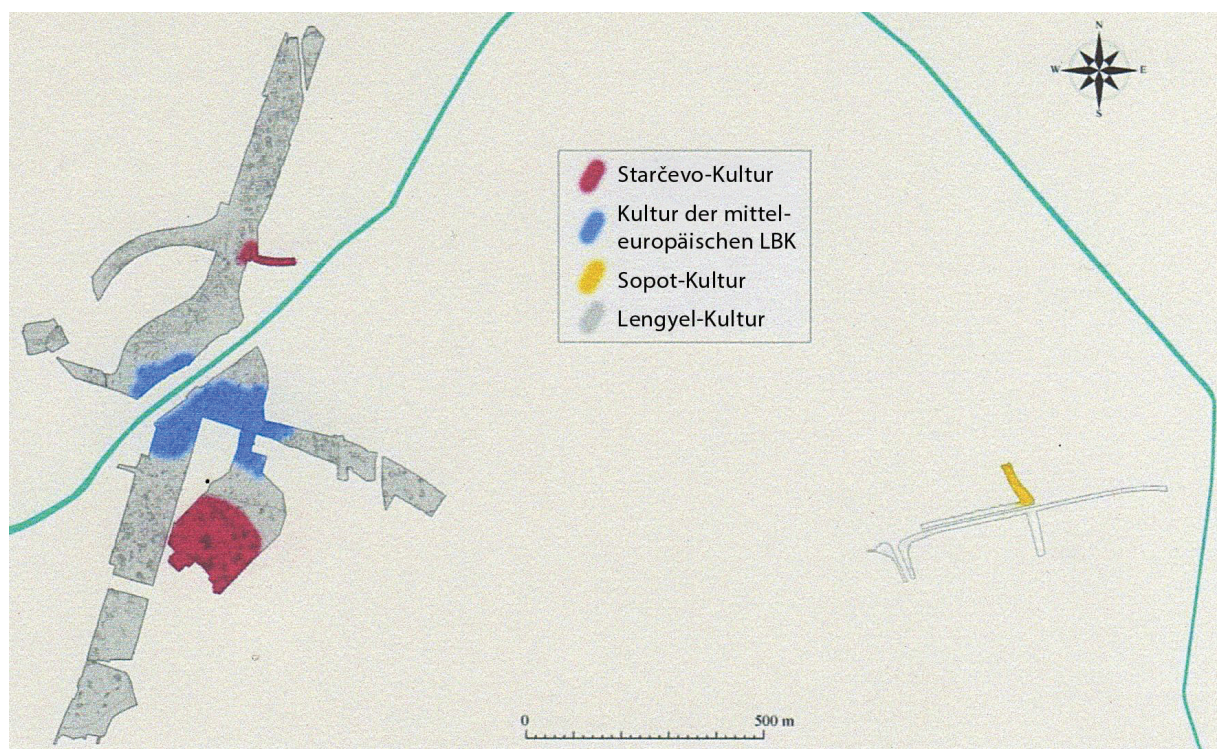 N
W E
S
Starčevo-Kultur
Kultur der mittel-
europäischen LBK
Sopot-Kultur
Lengyel-Kultur
0 500 m